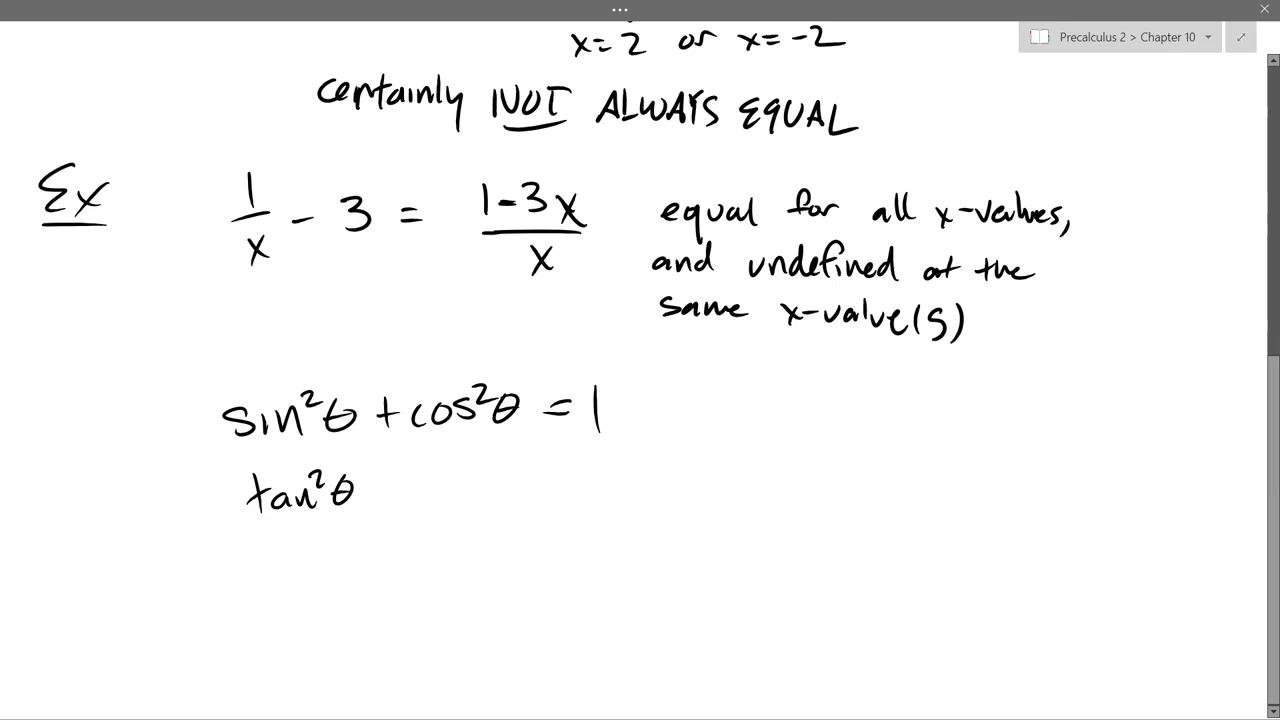 x=2 or x=-2
Precalculus 2 > Chapter 10
certainly NOT ALWAYS EQUAL
Ex 1/x - 3 = (1-3x)/x equal for all x-values,
and undefined at the
same x-value(s)
sin²θ + cos²θ = 1
tan²θ